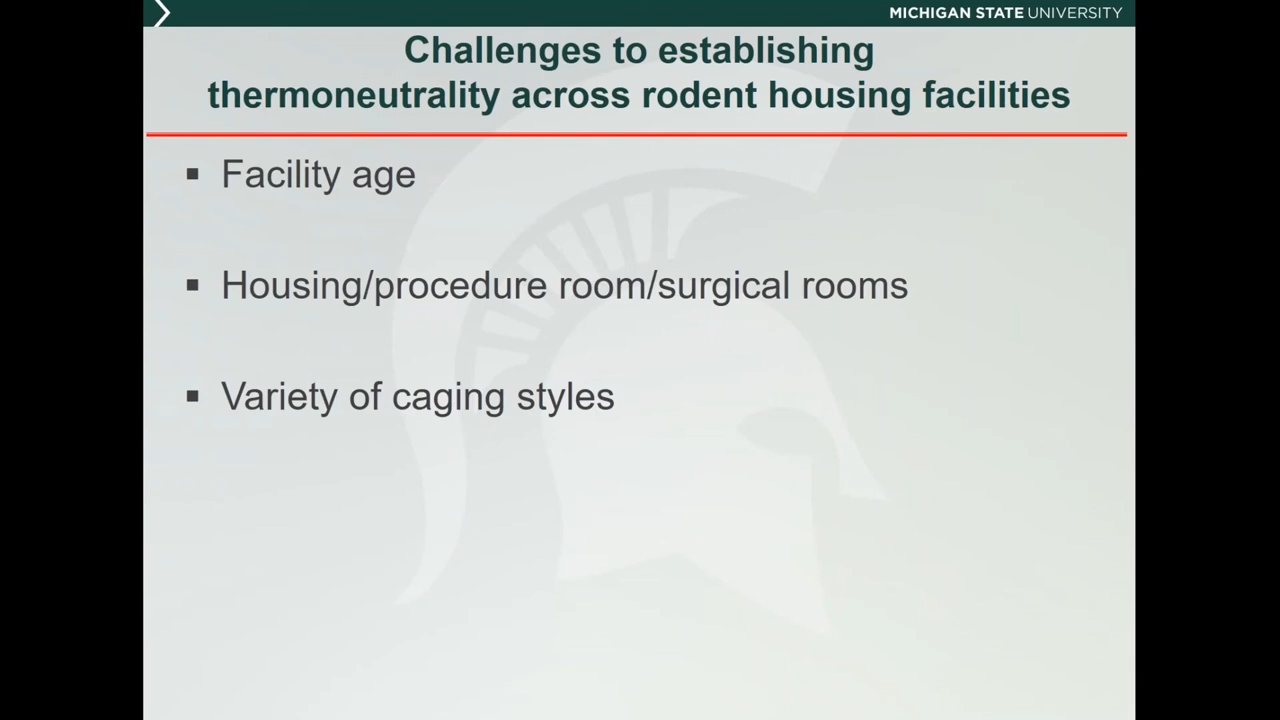 MICHIGAN STATE UNIVERSITY
Challenges to establishing
thermoneutrality across rodent housing facilities
▪ Facility age
▪ Housing/procedure room/surgical rooms
▪ Variety of caging styles